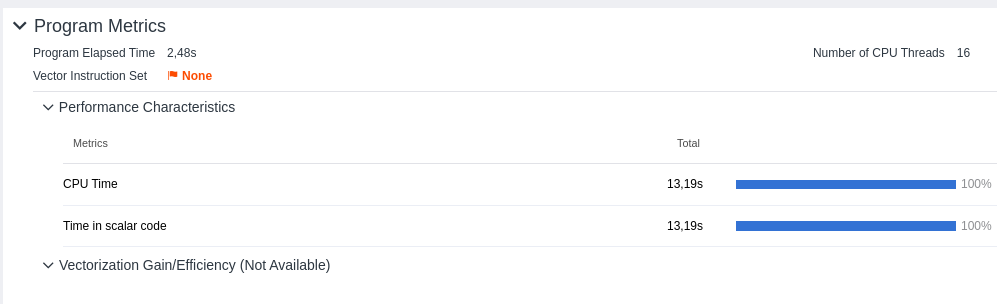 Program Metrics
Program Elapsed Time 2,48s Number of CPU Threads 16
Vector Instruction Set None
Performance Characteristics
Metrics Total
CPU Time 13,19s 100%
Time in scalar code 13,19s 100%
Vectorization Gain/Efficiency (Not Available)